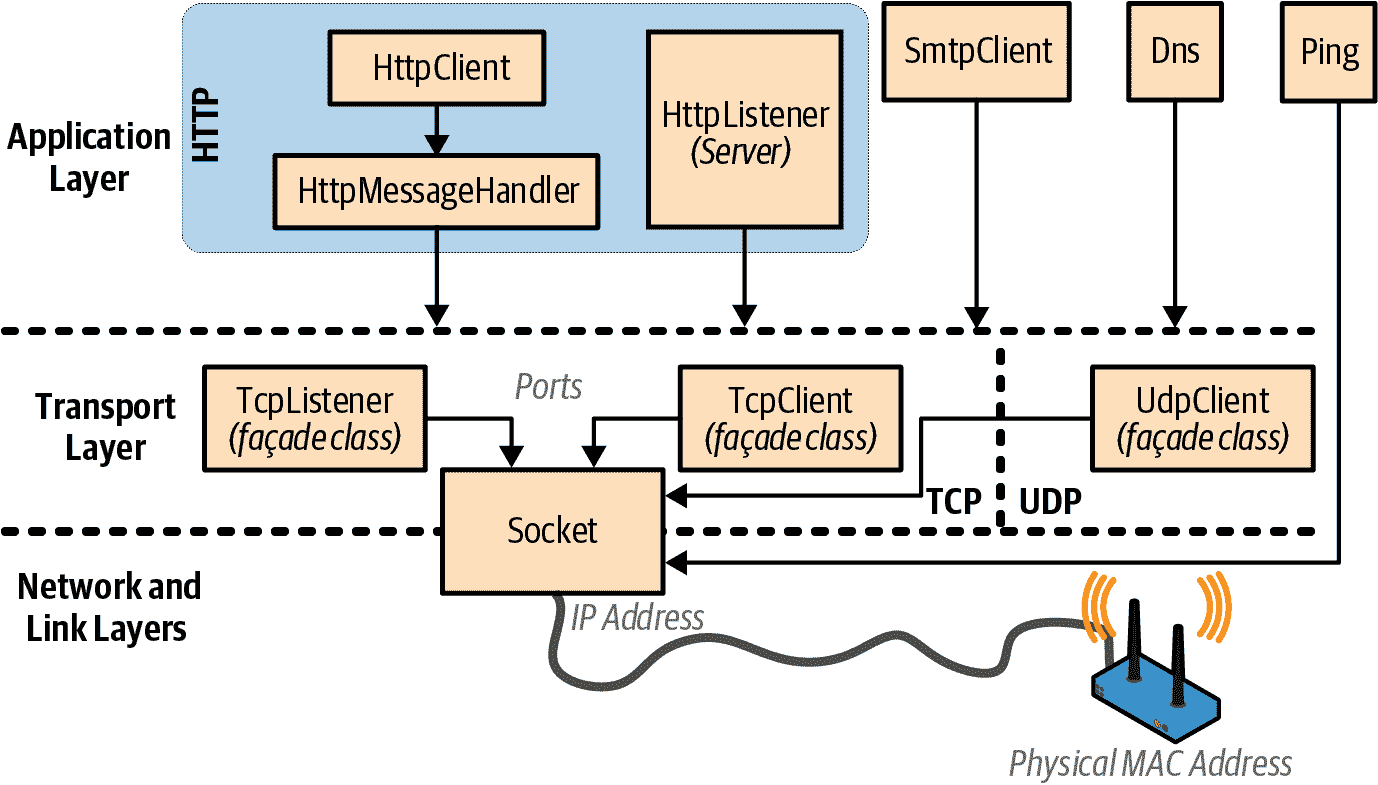 HttpClient
SmtpClient
Dns
Ping
Application
Layer
HTTP
HttpListener
(Server)
HttpMessageHandler
Transport
Layer
TcpListener
(façade class)
Ports
TcpClient
(façade class)
UdpClient
(façade class)
Socket
TCP
UDP
Network and
Link Layers
IP Address
Physical MAC Address